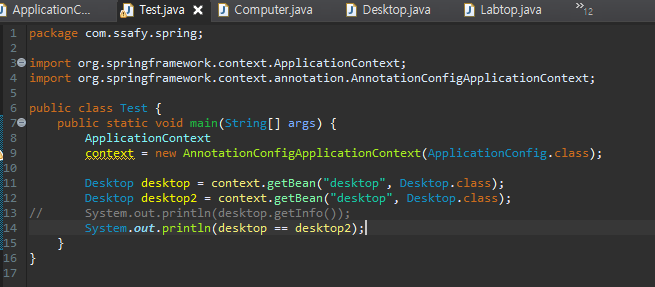 ApplicationC... Test.java Computer.java Desktop.java Labtop.java »12
1 package com.ssafy.spring;
2
3 import org.springframework.context.ApplicationContext;
4 import org.springframework.context.annotation.AnnotationConfigApplicationContext;
5
6 public class Test {
7 public static void main(String[] args) {
8 ApplicationContext
9 context = new AnnotationConfigApplicationContext(ApplicationConfig.class);
10
11 Desktop desktop = context.getBean("desktop", Desktop.class);
12 Desktop desktop2 = context.getBean("desktop", Desktop.class);
13 // System.out.println(desktop.getInfo());
14 System.out.println(desktop == desktop2);
15 }
16 }
17